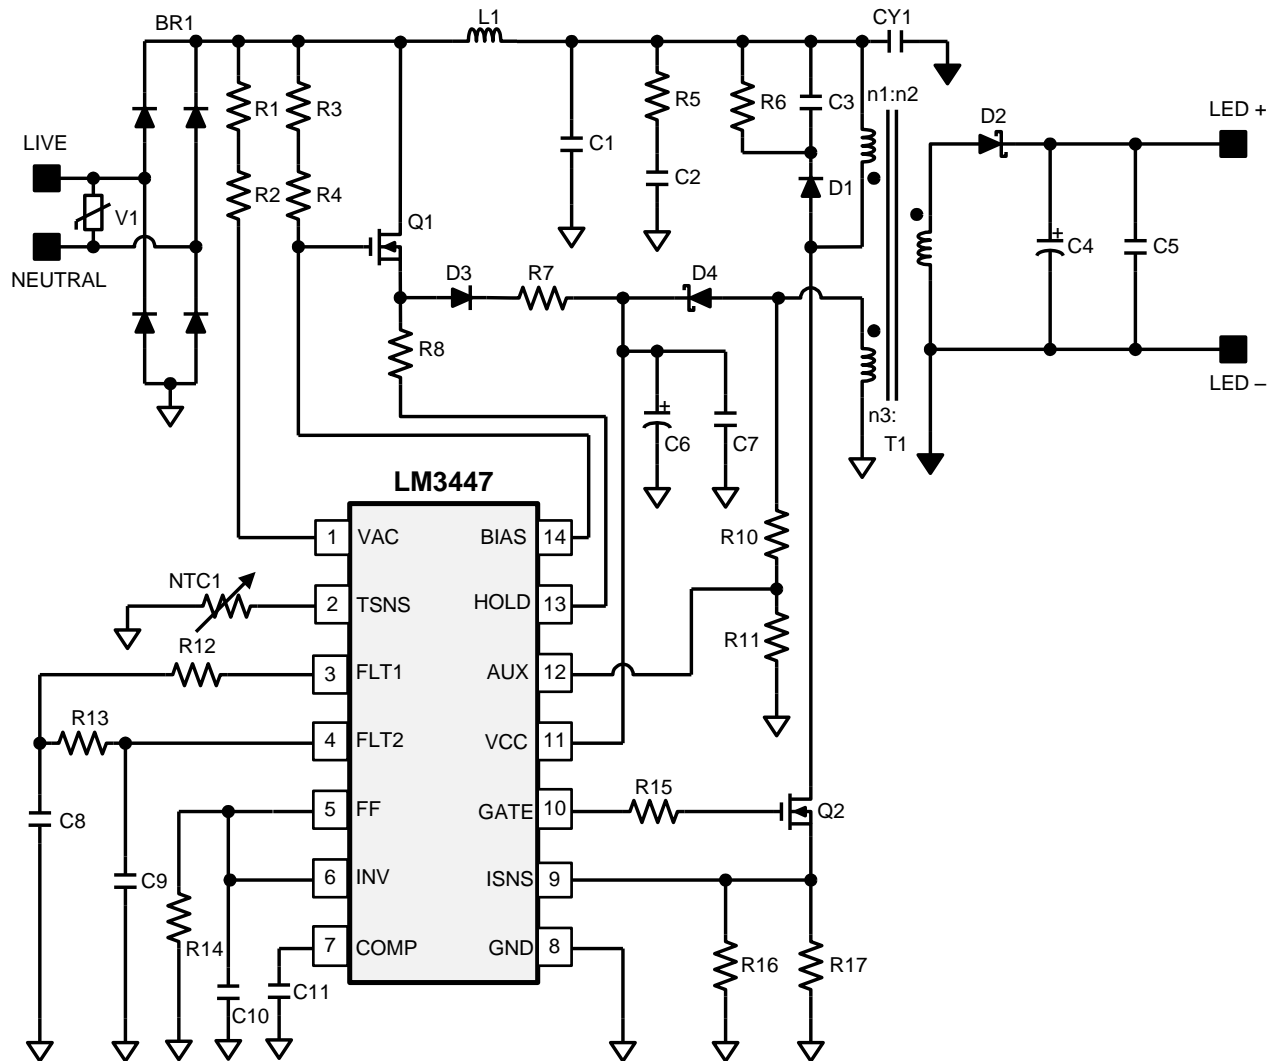 BR1
L1
CY1
R1
R3
R5
R6
C3
n1:n2
D2
LED +
LIVE
C1
R2
R4
C2
D1
V1
Q1
C4
C5
NEUTRAL
D3
R7
D4
R8
LED –
n3:
T1
C6
C7
LM3447
1 VAC
BIAS 14
R10
NTC1
2 TSNS
HOLD 13
R11
R12
3 FLT1
AUX 12
R13
4 FLT2
VCC 11
R15
5 FF
GATE 10
Q2
C8
6 INV
ISNS 9
C9
7 COMP
GND 8
R14
R16
R17
C10
C11